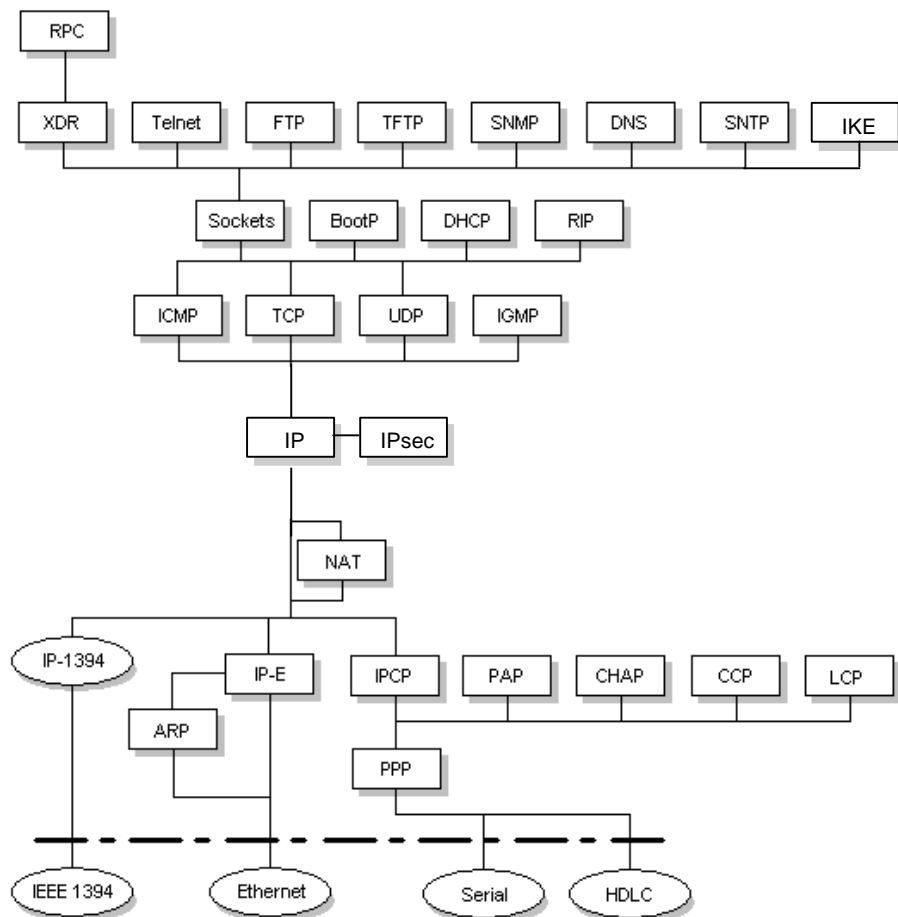 RPC
XDR Telnet FTP TFTP SNMP DNS SNTP IKE
Sockets BootP DHCP RIP
ICMP TCP UDP IGMP
IP IPsec
NAT
IP-1394 IP-E IPCP PAP CHAP CCP LCP
ARP
PPP
IEEE 1394 Ethernet Serial HDLC